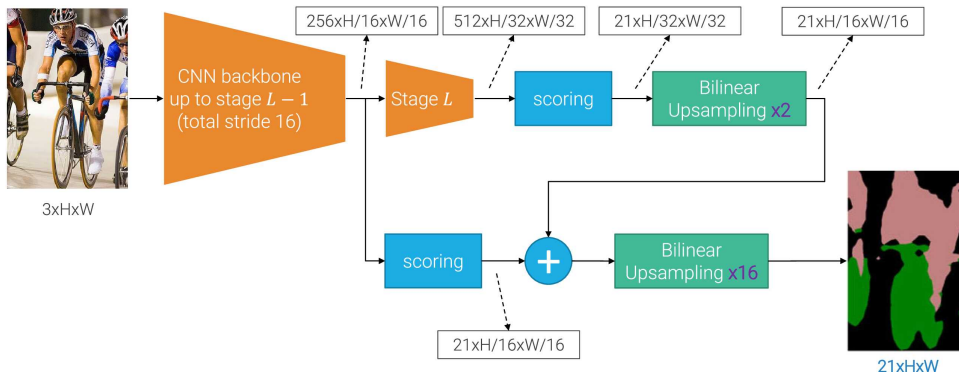 256xH/16xW/16
512xH/32xW/32
21xH/32xW/32
21xH/16xW/16
CNN backbone
up to stage L − 1
(total stride 16)
Stage L
scoring
Bilinear
Upsampling x2
3xHxW
scoring
+
Bilinear
Upsampling x16
21xH/16xW/16
21xHxW